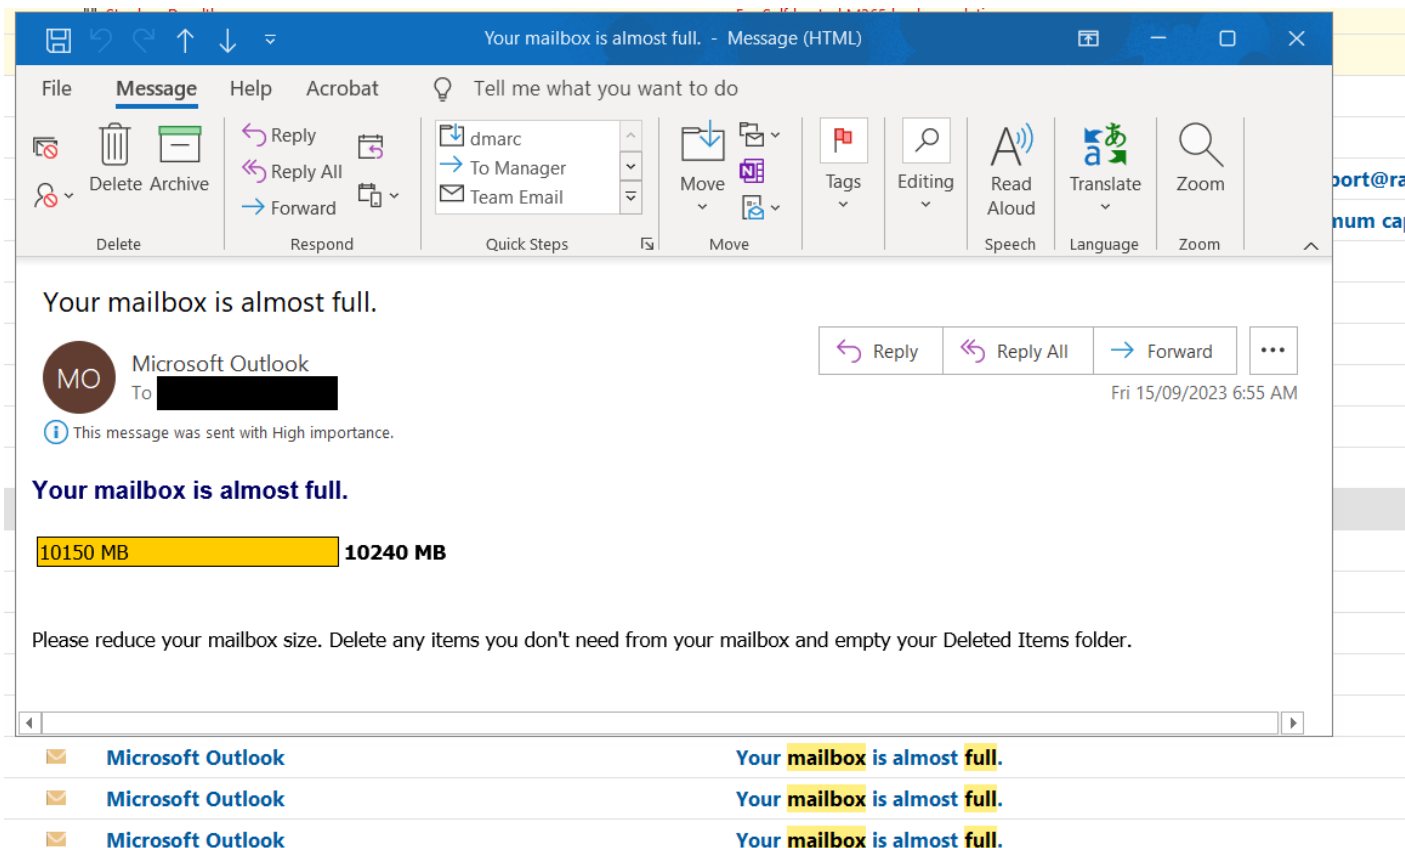 Your mailbox is almost full. - Message (HTML)
File Message Help Acrobat Tell me what you want to do
Delete Archive
Reply
Reply All
Forward
dmarc
To Manager
Team Email
Move
Tags
Editing
Read Aloud
Translate
Zoom
Delete Respond Quick Steps Move Speech Language Zoom
port@ra
mum cap
Your mailbox is almost full.
MO
Microsoft Outlook
To
Reply Reply All Forward
Fri 15/09/2023 6:55 AM
This message was sent with High importance.
Your mailbox is almost full.
10150 MB 10240 MB
Please reduce your mailbox size. Delete any items you don't need from your mailbox and empty your Deleted Items folder.
Microsoft Outlook Your mailbox is almost full.
Microsoft Outlook Your mailbox is almost full.
Microsoft Outlook Your mailbox is almost full.